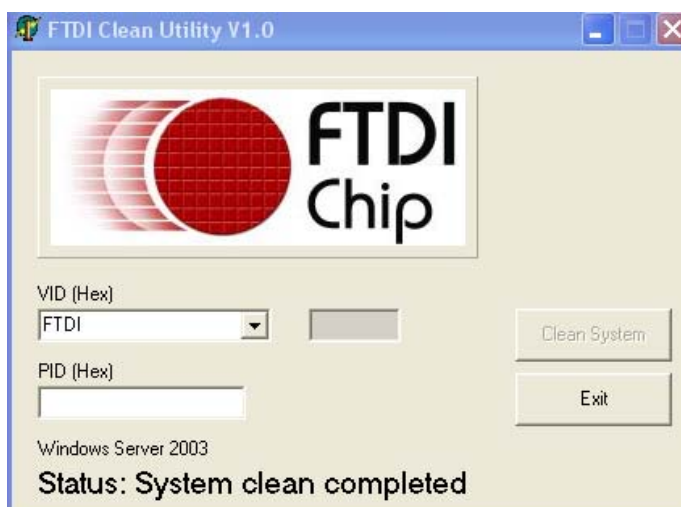 FTDI Clean Utility V1.0
FTDI
Chip
VID (Hex)
FTDI
Clean System
PID (Hex)
Exit
Windows Server 2003
Status: System clean completed